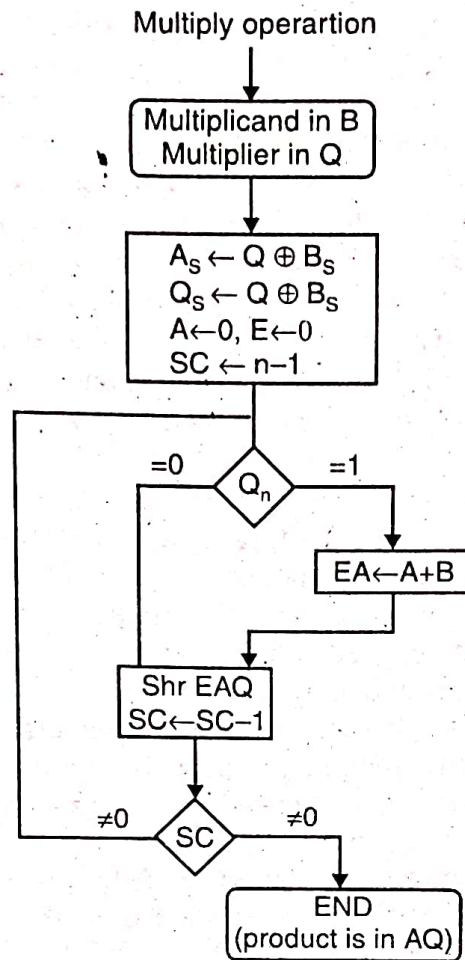 Multiply operartion
Multiplicand in B
Multiplier in Q
A_S ← Q ⊕ B_S
Q_S ← Q ⊕ B_S
A←0, E←0
SC ← n−1
=0
=1
Q_n
EA←A+B
Shr EAQ
SC←SC−1
≠0
SC
≠0
END
(product is in AQ)